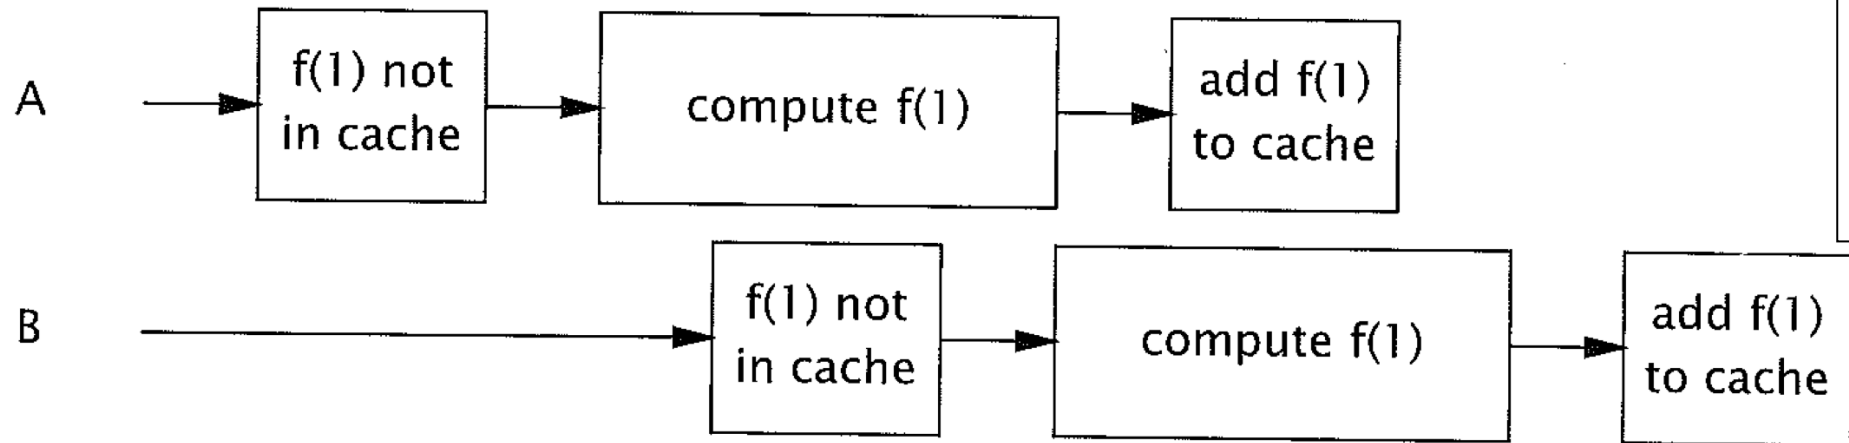 A
f(1) not
in cache
compute f(1)
add f(1)
to cache
B
f(1) not
in cache
compute f(1)
add f(1)
to cache